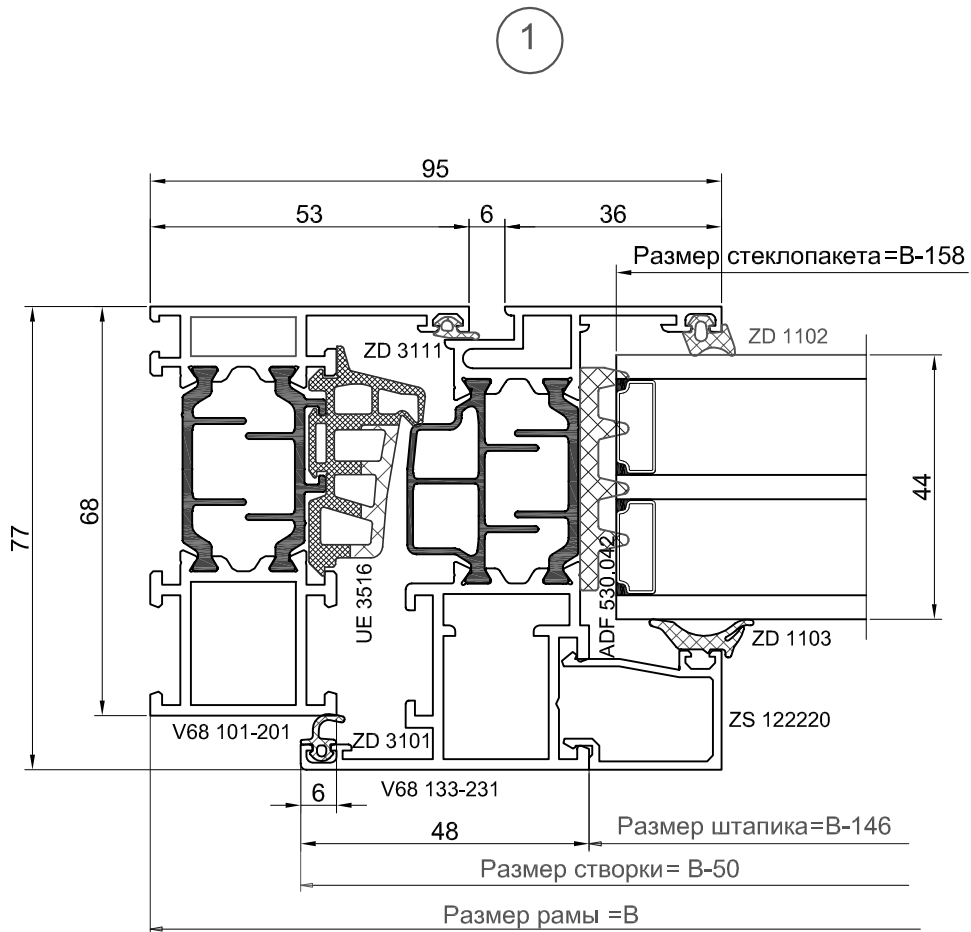 1
95
53
6
36
Размер стеклопакета=В-158
ZD 3111
ZD 1102
77
68
44
UE 3516
ADF 530.042
ZD 1103
V68 101-201
ZD 3101
ZS 122220
V68 133-231
6
48
Размер штапика=В-146
Размер створки= В-50
Размер рамы =В